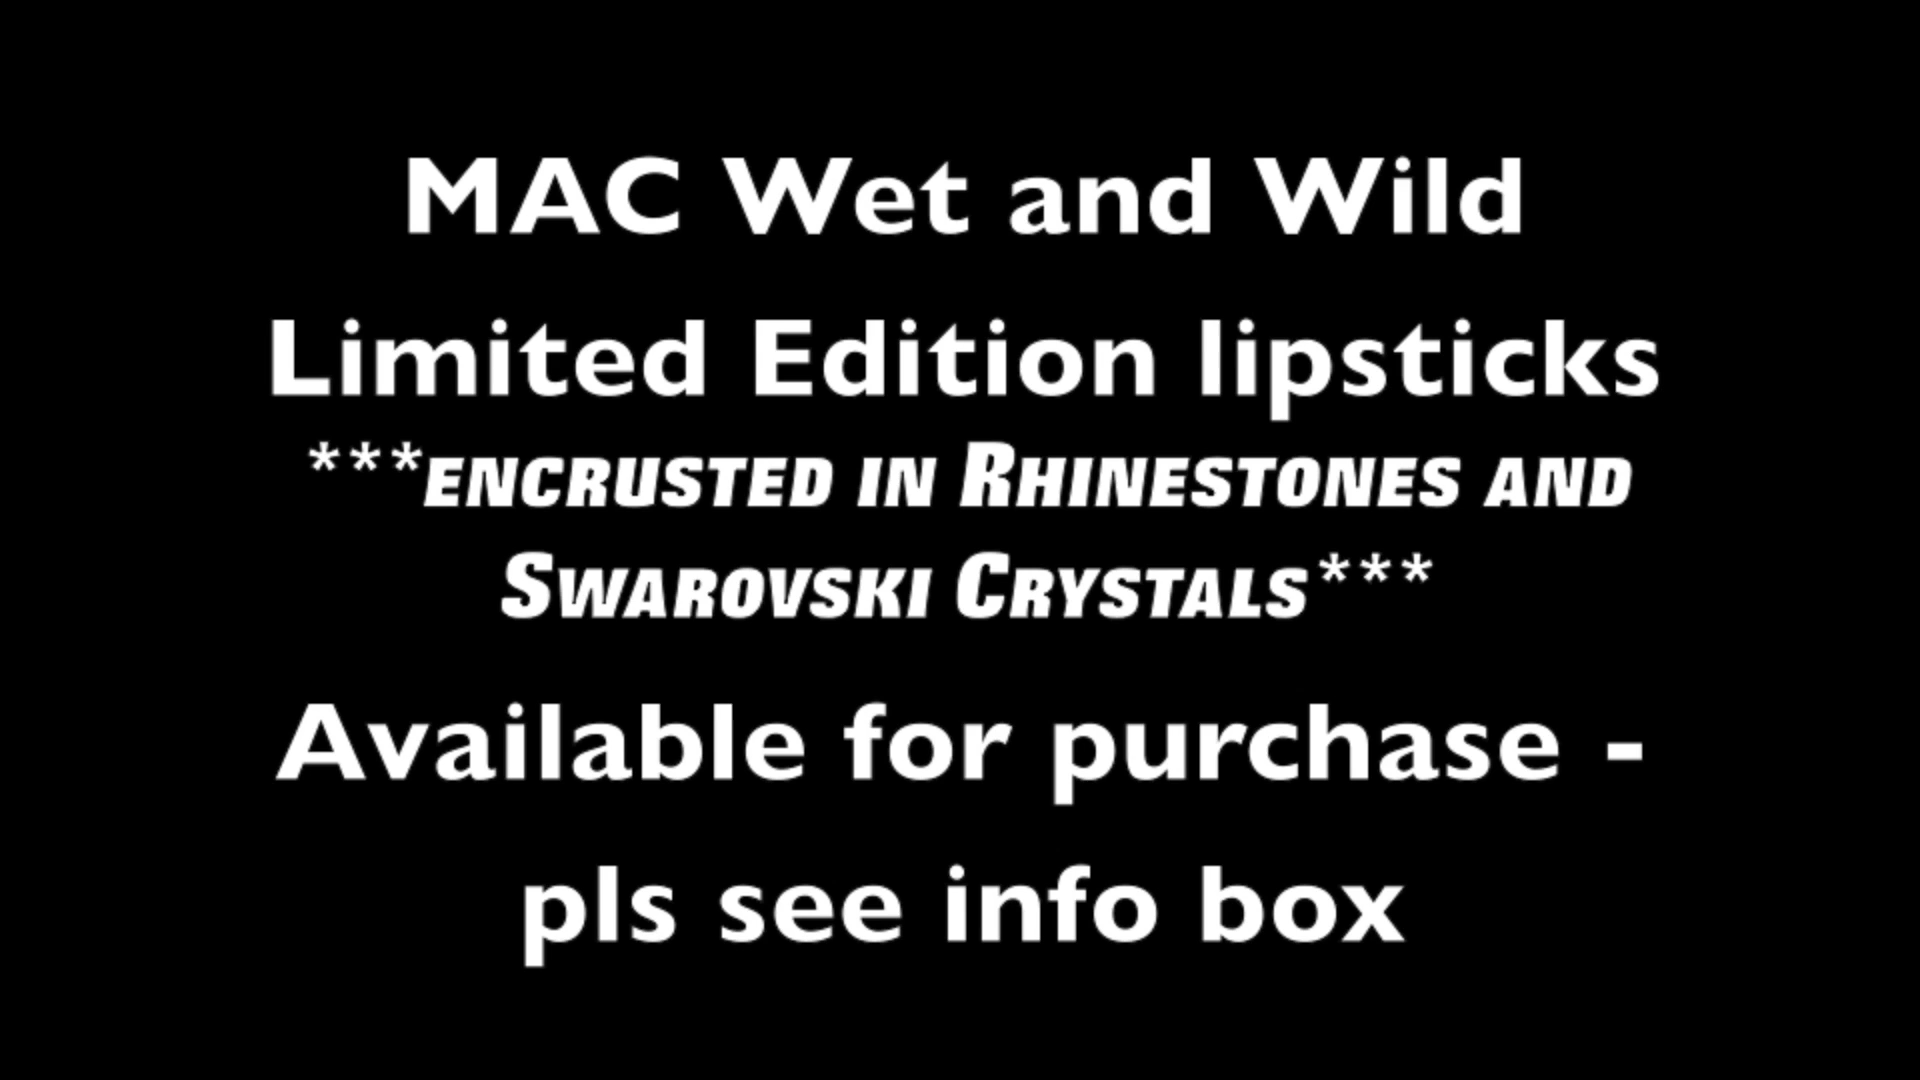 MAC Wet and Wild
Limited Edition lipsticks
***encrusted in Rhinestones and
Swarovski Crystals***
Available for purchase -
pls see info box